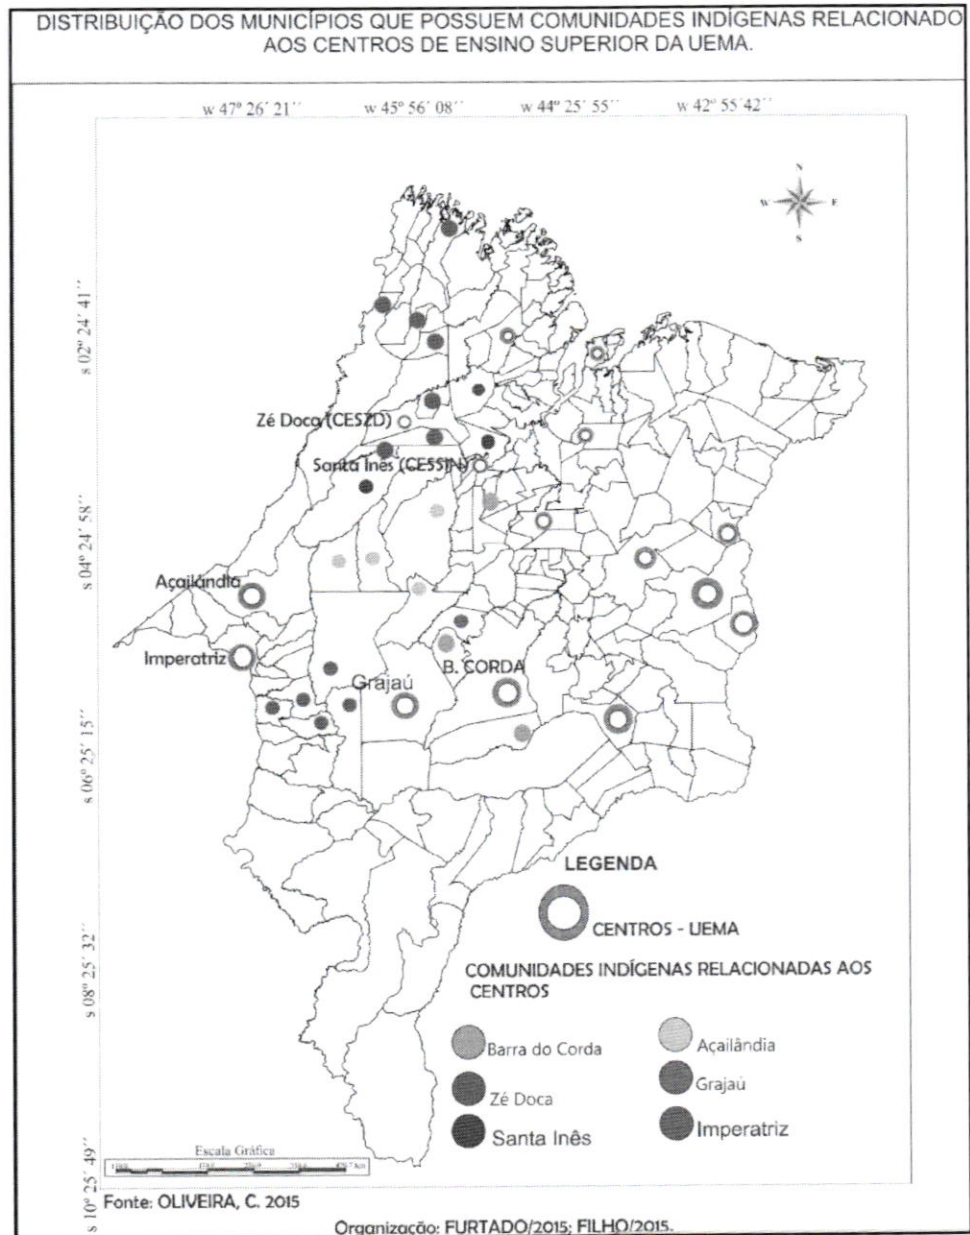 DISTRIBUIÇÃO DOS MUNICÍPIOS QUE POSSUEM COMUNIDADES INDÍGENAS RELACIONADO
AOS CENTROS DE ENSINO SUPERIOR DA UEMA.
w 47º 26´ 21´´ w 45º 56´ 08´´ w 44º 25´ 55´´ w 42º 55´ 42´´
N
W E
S
s 02º 24´ 41´´
Zé Doca (CESZD)
Santa Inês (CESSIN)
s 04º 24´ 58´´
Açailândia
Imperatriz
B. CORDA
Grajaú
s 06º 25´ 15´´
LEGENDA
CENTROS - UEMA
s 08º 25´ 32´´
COMUNIDADES INDÍGENAS RELACIONADAS AOS
CENTROS
Barra do Corda Açailândia
Zé Doca Grajaú
Santa Inês Imperatriz
s 10º 25´ 49´´
Escala Gráfica
Fonte: OLIVEIRA, C. 2015
Organização: FURTADO/2015; FILHO/2015.